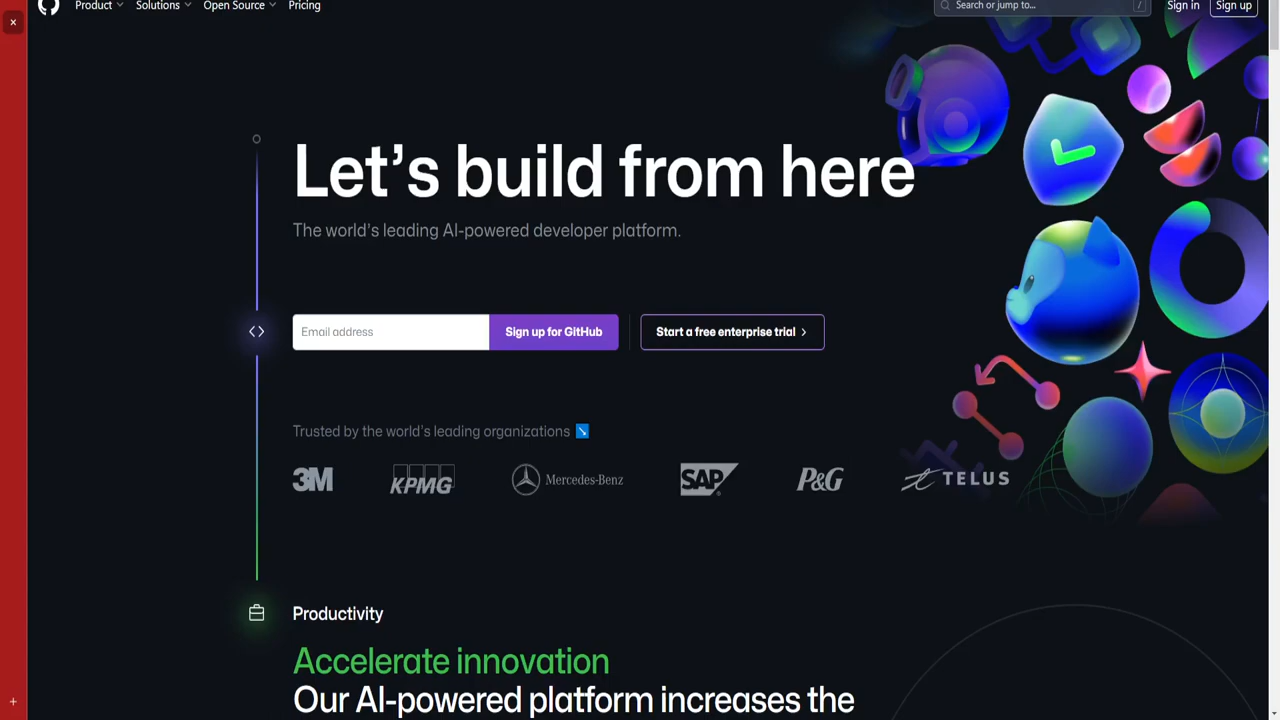 Product Solutions Open Source Pricing Search or jump to... / Sign in Sign up
Let's build from here
The world's leading AI-powered developer platform.
Email address Sign up for GitHub Start a free enterprise trial
Trusted by the world's leading organizations
3M KPMG Mercedes-Benz SAP P&G TELUS
Productivity
Accelerate innovation
Our AI-powered platform increases the